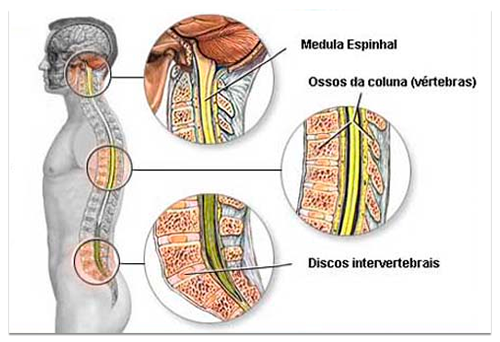 Medula Espinhal
Ossos da coluna (vértebras)
Discos intervertebrais